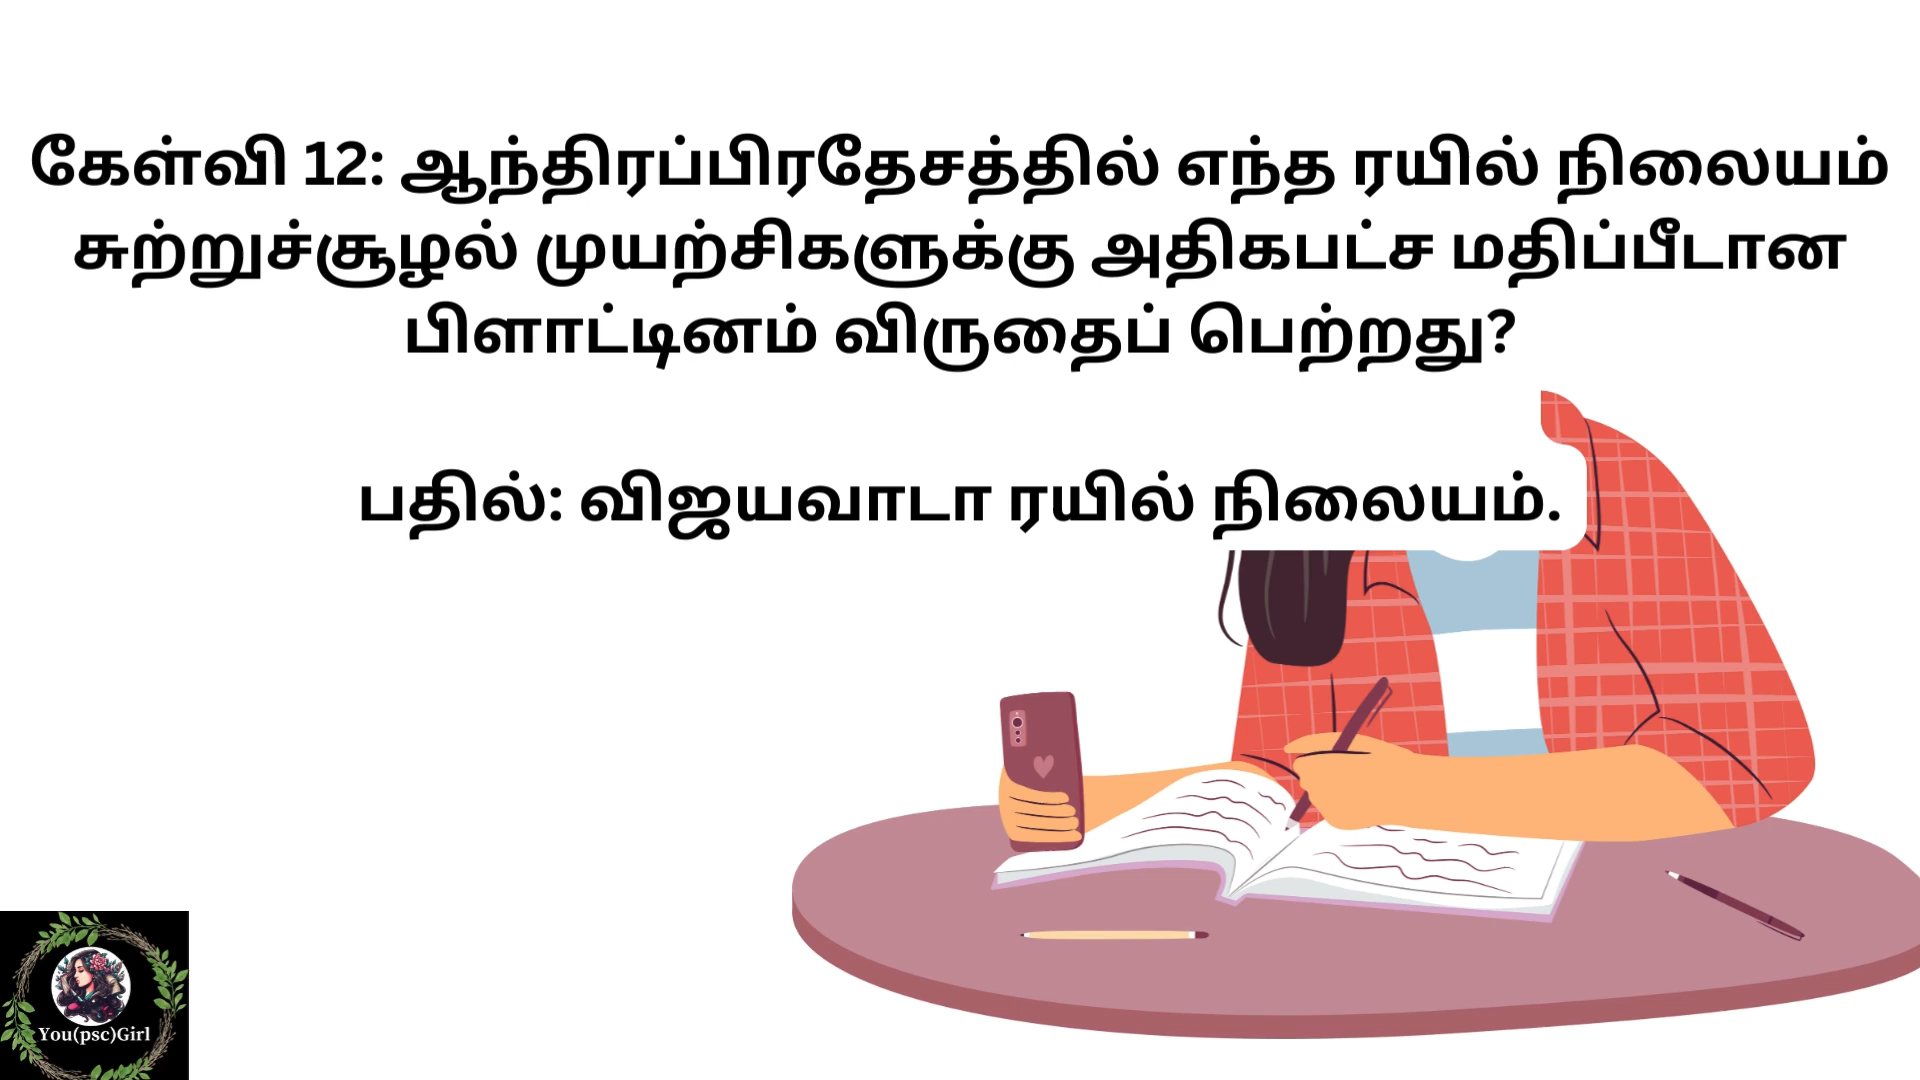 கேள்வி 12: ஆந்திரப்பிரதேசத்தில் எந்த ரயில் நிலையம்
சுற்றுச்சூழல் முயற்சிகளுக்கு அதிகபட்ச மதிப்பீடான
பிளாட்டினம் விருதைப் பெற்றது?
பதில்: விஜயவாடா ரயில் நிலையம்.
You(psc)Girl